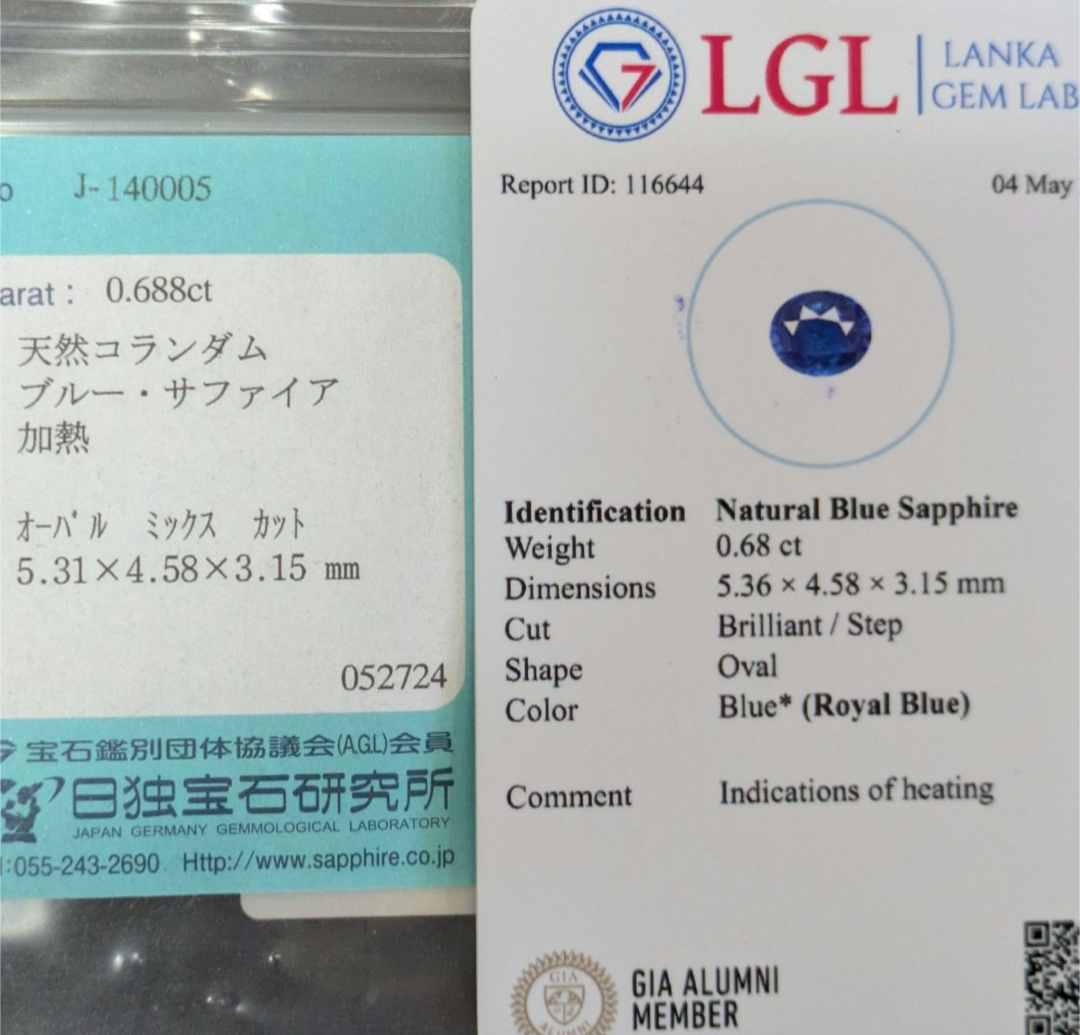 J-140005
arat : 0.688ct
天然コランダム
ブルー・サファイア
加熱
ｵｰﾊﾞﾙ ﾐｯｸｽ ｶｯﾄ
5.31×4.58×3.15 mm
052724
宝石鑑別団体協議会(A.G.L)会員
日独宝石研究所
JAPAN GERMANY GEMMOLOGICAL LABORATORY
:055-243-2690 Http://www.sapphire.co.jp
LGL LANKA
GEM LAB
Report ID: 116644 04 May
Identification Natural Blue Sapphire
Weight 0.68 ct
Dimensions 5.36 × 4.58 × 3.15 mm
Cut Brilliant / Step
Shape Oval
Color Blue* (Royal Blue)
Comment Indications of heating
GIA
ALUMNI
GIA ALUMNI
MEMBER